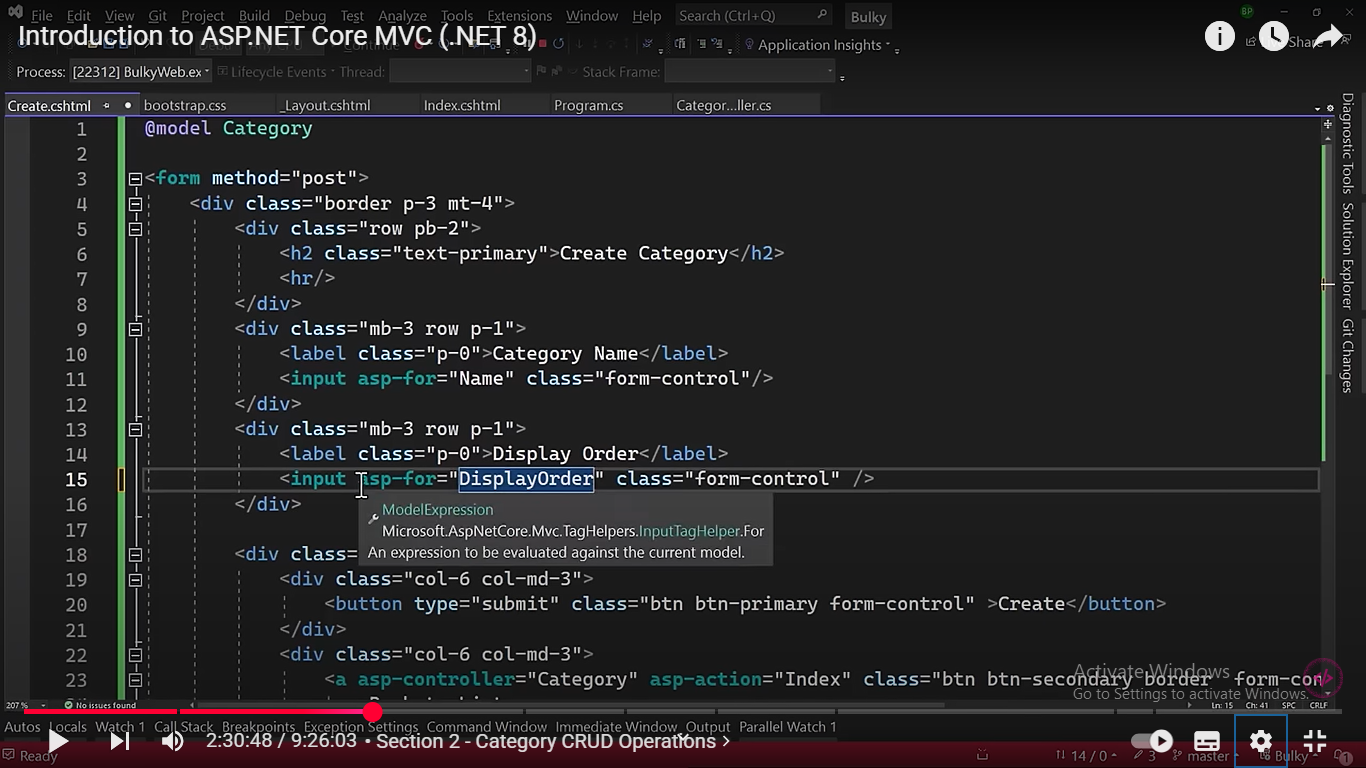 File Edit View Git Project Build Debug Test Analyze Tools Extensions Window Help Search (Ctrl+Q) Bulky BP
Introduction to ASP.NET Core MVC (.NET 8)
Continue Application Insights Share
Process: [22312] BulkyWeb.ex Lifecycle Events Thread: Stack Frame:
Create.cshtml bootstrap.css _Layout.cshtml Index.cshtml Program.cs Categor...ller.cs
1 @model Category
2
3 <form method="post">
4 <div class="border p-3 mt-4">
5 <div class="row pb-2">
6 <h2 class="text-primary">Create Category</h2>
7 <hr/>
8 </div>
9 <div class="mb-3 row p-1">
10 <label class="p-0">Category Name</label>
11 <input asp-for="Name" class="form-control"/>
12 </div>
13 <div class="mb-3 row p-1">
14 <label class="p-0">Display Order</label>
15 <input asp-for="DisplayOrder" class="form-control" />
16 </div>
ModelExpression
Microsoft.AspNetCore.Mvc.TagHelpers.InputTagHelper.For
An expression to be evaluated against the current model.
17
18 <div class=
19 <div class="col-6 col-md-3">
20 <button type="submit" class="btn btn-primary form-control" >Create</button>
21 </div>
22 <div class="col-6 col-md-3">
23 <a asp-controller="Category" asp-action="Index" class="btn btn-secondary border form-con
Diagnostic Tools
Solution Explorer
Git Changes
Activate Windows
Go to Settings to activate Windows.
207 % No issues found Ln: 15 Ch: 41 SPC CRLF
Autos Locals Watch 1 Call Stack Breakpoints Exception Settings Command Window Immediate Window Output Parallel Watch 1
2:30:48 / 9:26:03 • Section 2 - Category CRUD Operations >
Ready 14 / 0 3 master Bulky 1